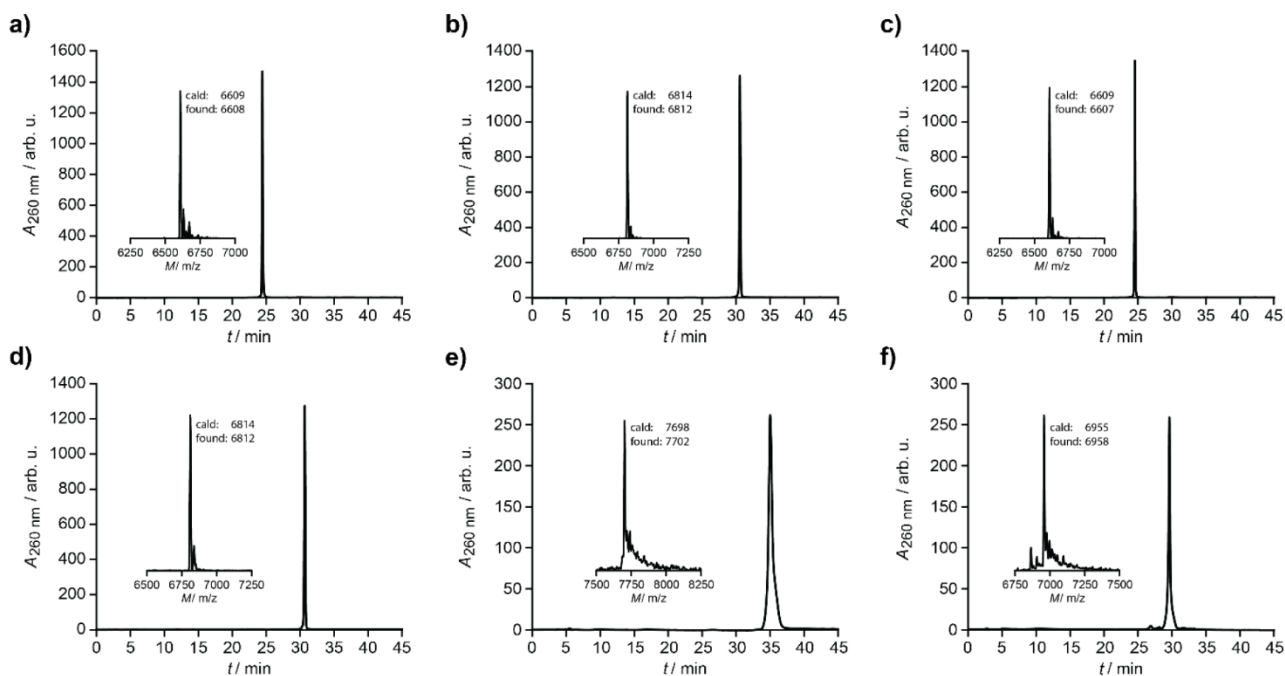 a)
1600
1400
1200
1000
800
600
400
200
0
A260 nm / arb. u.
cald: 6609
found: 6608
6250 6500 6750 7000
M/ m/z
0 5 10 15 20 25 30 35 40 45
t / min
b)
1400
1200
1000
800
600
400
200
0
A260 nm / arb. u.
cald: 6814
found: 6812
6500 6750 7000 7250
M/ m/z
0 5 10 15 20 25 30 35 40 45
t / min
c)
1400
1200
1000
800
600
400
200
0
A260 nm / arb. u.
cald: 6609
found: 6607
6250 6500 6750 7000
M/ m/z
0 5 10 15 20 25 30 35 40 45
t / min
d)
1400
1200
1000
800
600
400
200
0
A260 nm / arb. u.
cald: 6814
found: 6812
6500 6750 7000 7250
M/ m/z
0 5 10 15 20 25 30 35 40 45
t / min
e)
300
250
200
150
100
50
0
A260 nm / arb. u.
cald: 7698
found: 7702
7500 7750 8000 8250
M/ m/z
0 5 10 15 20 25 30 35 40 45
t / min
f)
300
250
200
150
100
50
0
A260 nm / arb. u.
cald: 6955
found: 6958
6750 7000 7250 7500
M/ m/z
0 5 10 15 20 25 30 35 40 45
t / min